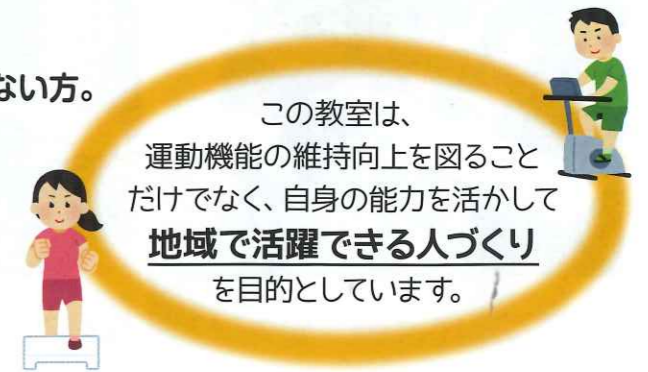 ない方。
この教室は、
運動機能の維持向上を図ること
だけでなく、自身の能力を活かして
地域で活躍できる人づくり
を目的としています。